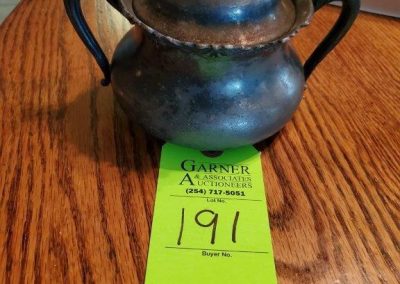 GARNER
& ASSOCIATES
AUCTIONEERS
(254) 717-5051
Lot No.
191
Buyer No.